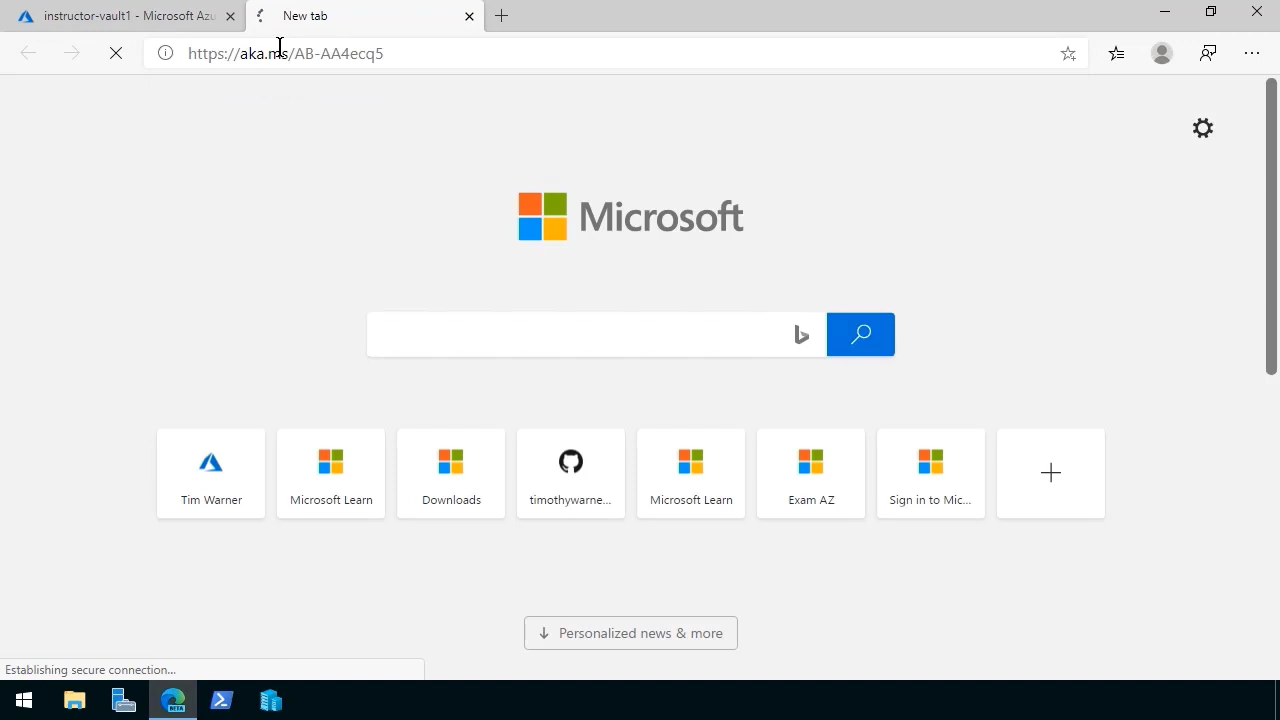 instructor-vault1 - Microsoft Azu
New tab
https://aka.ms/AB-AA4ecq5
Microsoft
Tim Warner
Microsoft Learn
Downloads
timothywarne...
Microsoft Learn
Exam AZ
Sign in to Mic...
Personalized news & more
Establishing secure connection...
BETA